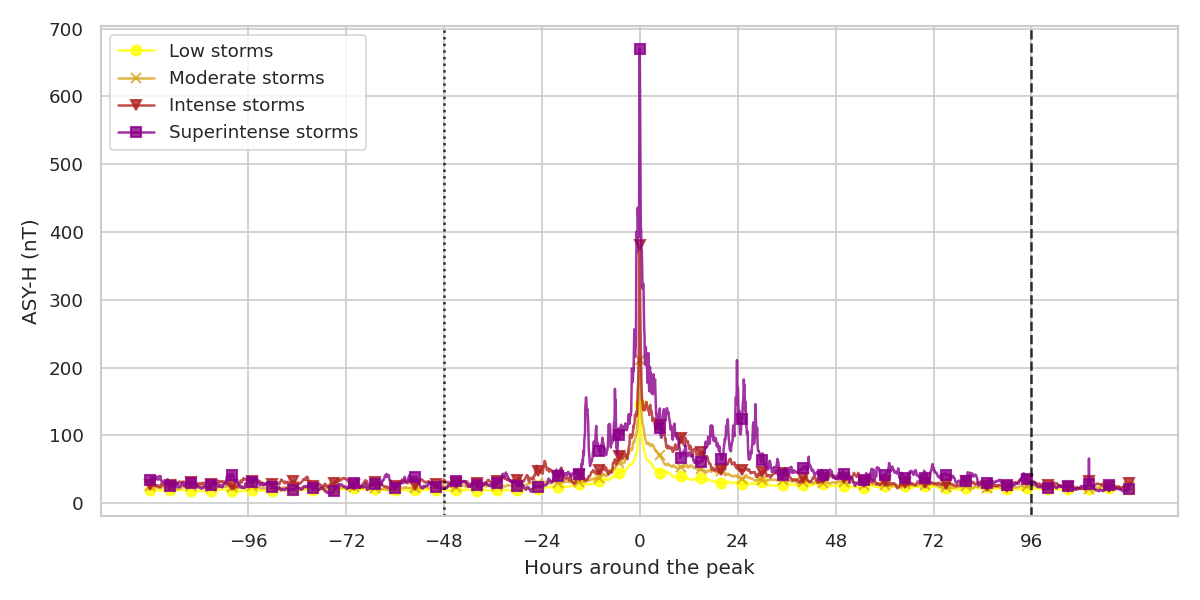 700
600
500
400
300
200
100
0
ASY-H (nT)
Low storms
Moderate storms
Intense storms
Superintense storms
−96 −72 −48 −24 0 24 48 72 96
Hours around the peak